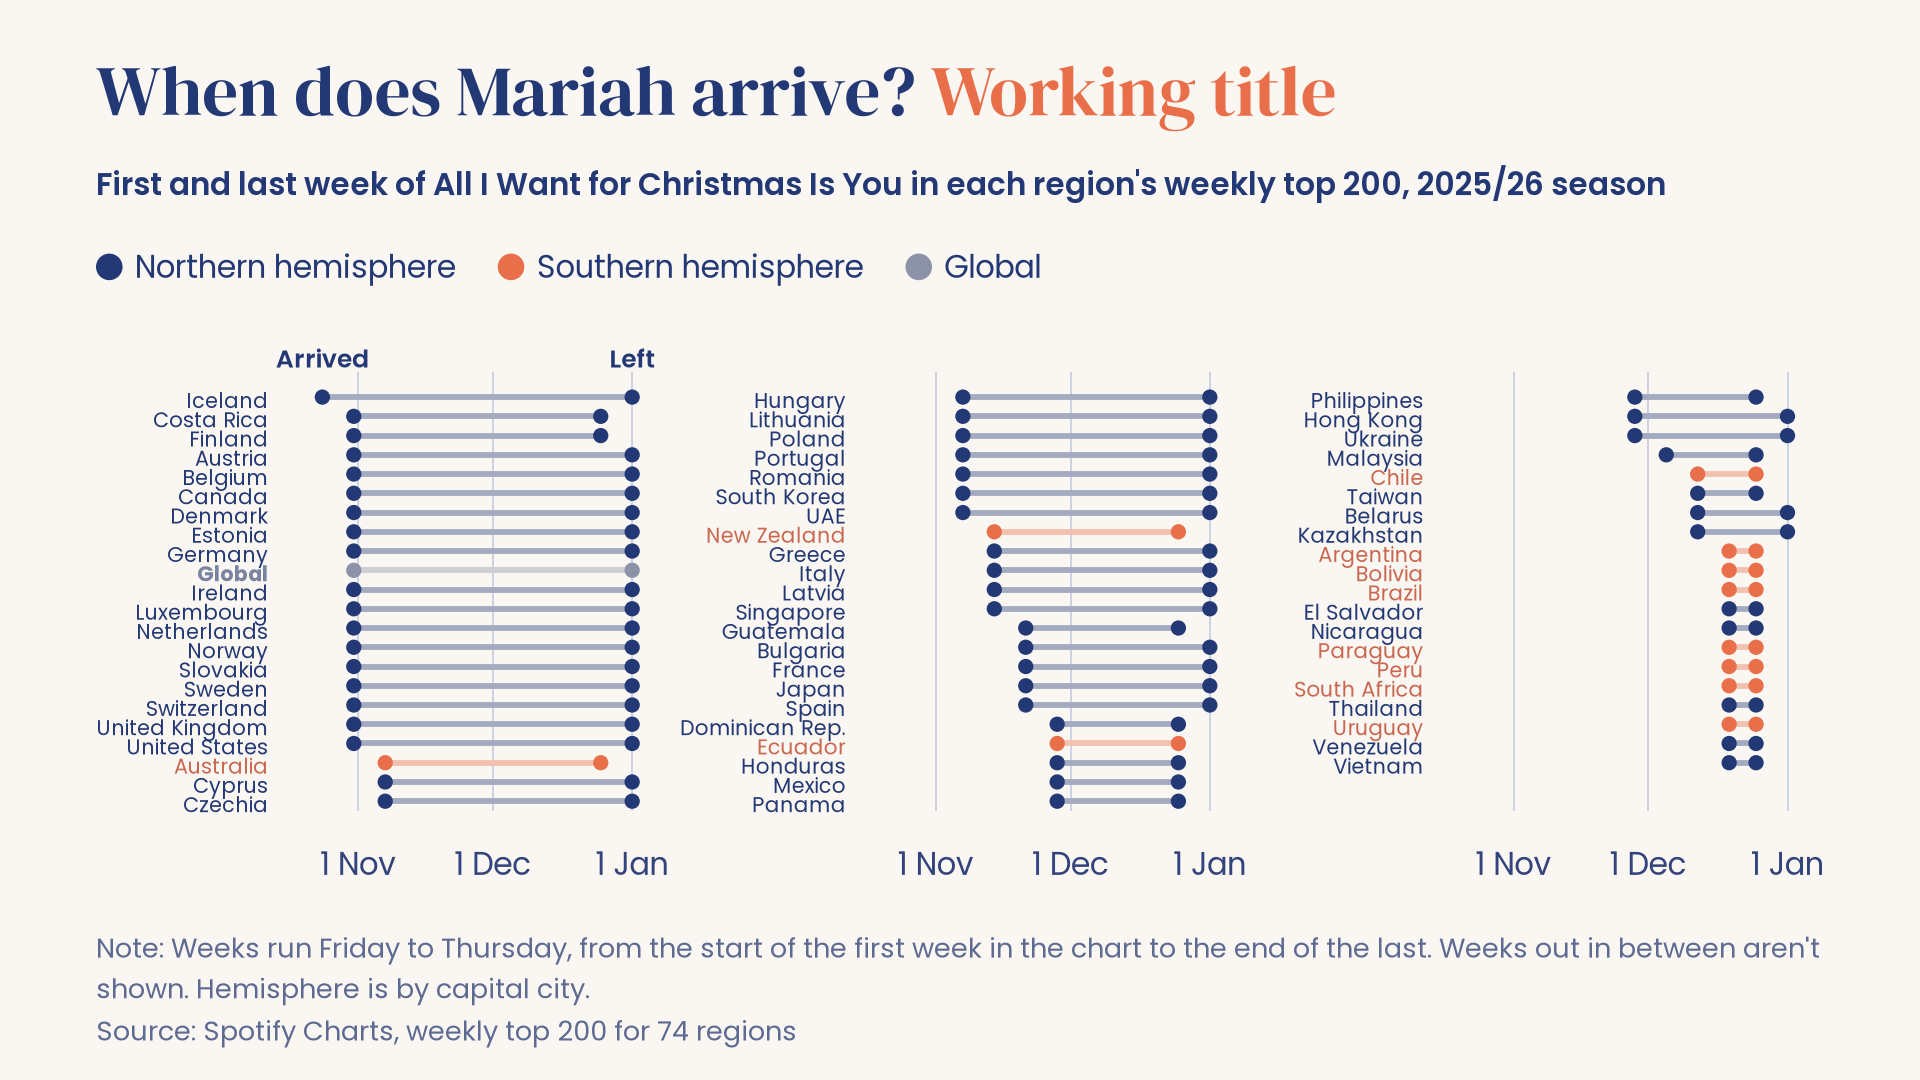 When does Mariah arrive? Working title
First and last week of All I Want for Christmas Is You in each region's weekly top 200, 2025/26 season
Northern hemisphere
Southern hemisphere
Global
Arrived
Left
Iceland
Costa Rica
Finland
Austria
Belgium
Canada
Denmark
Estonia
Germany
Global
Ireland
Luxembourg
Netherlands
Norway
Slovakia
Sweden
Switzerland
United Kingdom
United States
Australia
Cyprus
Czechia
1 Nov
1 Dec
1 Jan
Hungary
Lithuania
Poland
Portugal
Romania
South Korea
UAE
New Zealand
Greece
Italy
Latvia
Singapore
Guatemala
Bulgaria
France
Japan
Spain
Dominican Rep.
Ecuador
Honduras
Mexico
Panama
1 Nov
1 Dec
1 Jan
Philippines
Hong Kong
Ukraine
Malaysia
Chile
Taiwan
Belarus
Kazakhstan
Argentina
Bolivia
Brazil
El Salvador
Nicaragua
Paraguay
Peru
South Africa
Thailand
Uruguay
Venezuela
Vietnam
1 Nov
1 Dec
1 Jan
Note: Weeks run Friday to Thursday, from the start of the first week in the chart to the end of the last. Weeks out in between aren't
shown. Hemisphere is by capital city.
Source: Spotify Charts, weekly top 200 for 74 regions